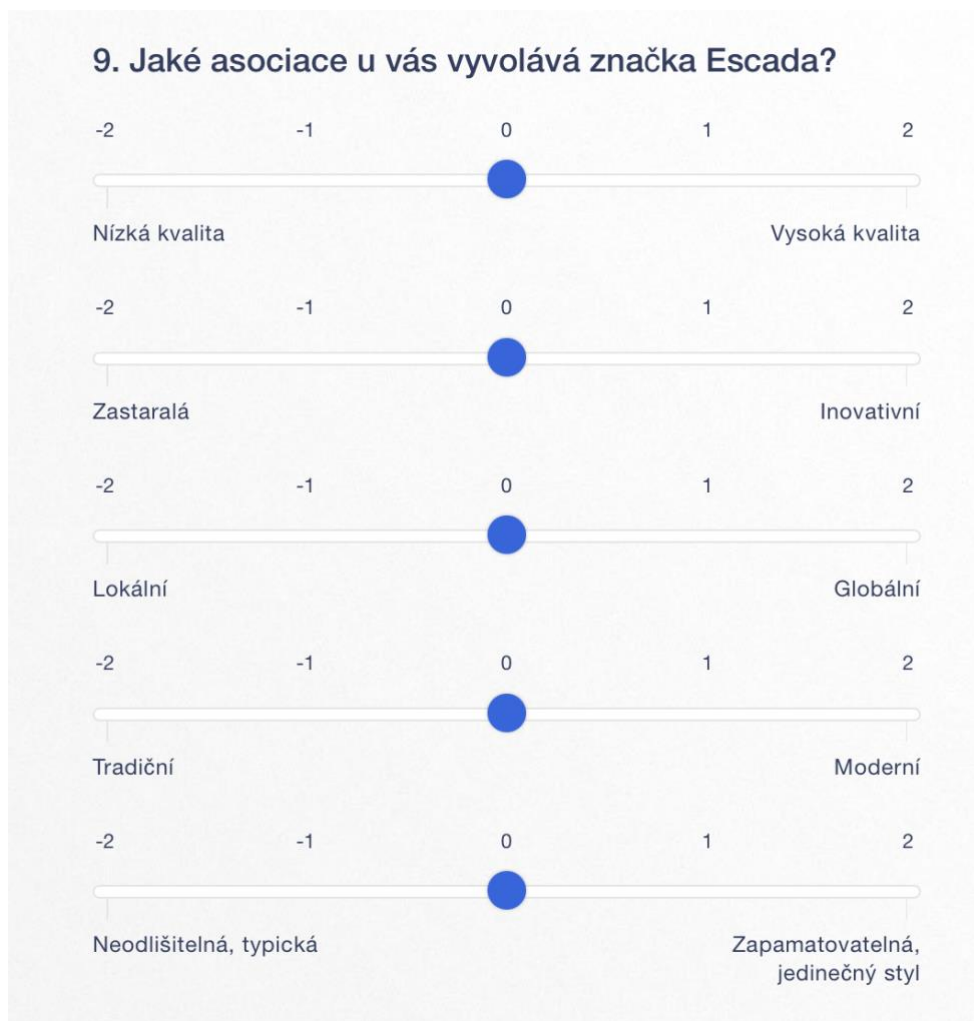 9. Jaké asociace u vás vyvolává značka Escada?
-2 -1 0 1 2
Nízká kvalita Vysoká kvalita
-2 -1 0 1 2
Zastaralá Inovativní
-2 -1 0 1 2
Lokální Globální
-2 -1 0 1 2
Tradiční Moderní
-2 -1 0 1 2
Neodlišitelná, typická Zapamatovatelná,
jedinečný styl